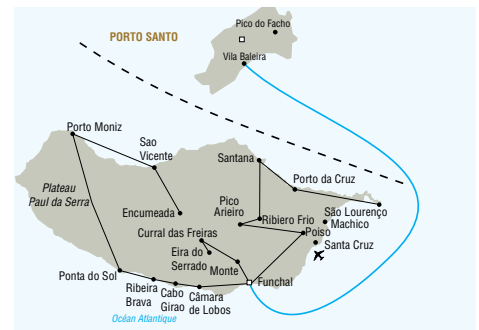 Pico do Facho
PORTO SANTO
Vila Baleira
Porto Moniz
Sao
Vicente
Santana
Porto da Cruz
Plateau
Paul da Serra
Encumeada
Pico
Arieiro
Ribiero Frio
São Lourenço
Machico
Curral das Freiras
Poiso
Santa Cruz
Eira do
Serrado
Monte
Ponta do Sol
Funchal
Ribeira
Brava
Cabo
Girao
Câmara
de Lobos
Océan Atlantique